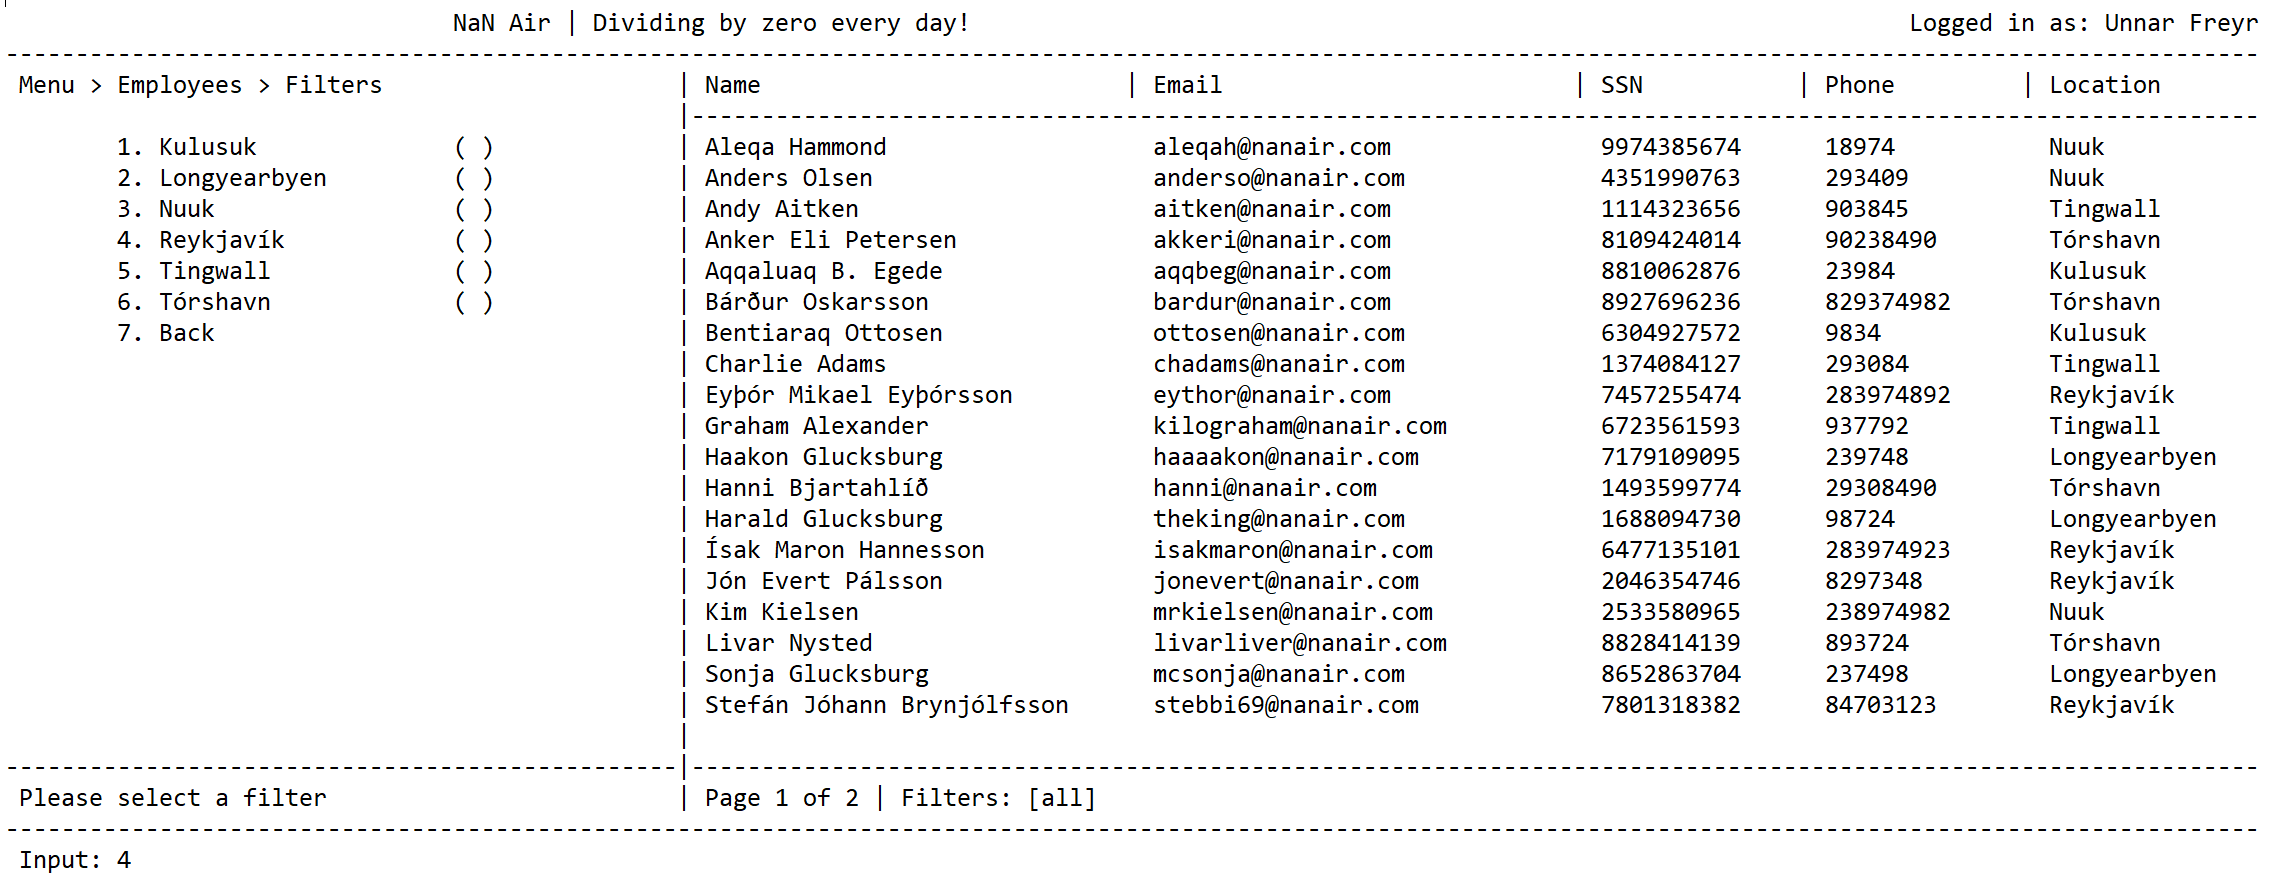 NaN Air | Dividing by zero every day! Logged in as: Unnar Freyr
Menu > Employees > Filters | Name | Email | SSN | Phone | Location
1. Kulusuk ( ) | Aleqa Hammond aleqah@nanair.com 9974385674 18974 Nuuk
2. Longyearbyen ( ) | Anders Olsen anderso@nanair.com 4351990763 293409 Nuuk
3. Nuuk ( ) | Andy Aitken aitken@nanair.com 1114323656 903845 Tingwall
4. Reykjavík ( ) | Anker Eli Petersen akkeri@nanair.com 8109424014 90238490 Tórshavn
5. Tingwall ( ) | Aqqaluaq B. Egede aqqbeg@nanair.com 8810062876 23984 Kulusuk
6. Tórshavn ( ) | Bárður Oskarsson bardur@nanair.com 8927696236 829374982 Tórshavn
7. Back | Bentiaraq Ottosen ottosen@nanair.com 6304927572 9834 Kulusuk
| Charlie Adams chadams@nanair.com 1374084127 293084 Tingwall
| Eyþór Mikael Eyþórsson eythor@nanair.com 7457255474 283974892 Reykjavík
| Graham Alexander kilograham@nanair.com 6723561593 937792 Tingwall
| Haakon Glucksburg haaaakon@nanair.com 7179109095 239748 Longyearbyen
| Hanni Bjartahlíð hanni@nanair.com 1493599774 29308490 Tórshavn
| Harald Glucksburg theking@nanair.com 1688094730 98724 Longyearbyen
| Ísak Maron Hannesson isakmaron@nanair.com 6477135101 283974923 Reykjavík
| Jón Evert Pálsson jonevert@nanair.com 2046354746 8297348 Reykjavík
| Kim Kielsen mrkielsen@nanair.com 2533580965 238974982 Nuuk
| Livar Nysted livarliver@nanair.com 8828414139 893724 Tórshavn
| Sonja Glucksburg mcsonja@nanair.com 8652863704 237498 Longyearbyen
| Stefán Jóhann Brynjólfsson stebbi69@nanair.com 7801318382 84703123 Reykjavík
Please select a filter | Page 1 of 2 | Filters: [all]
Input: 4